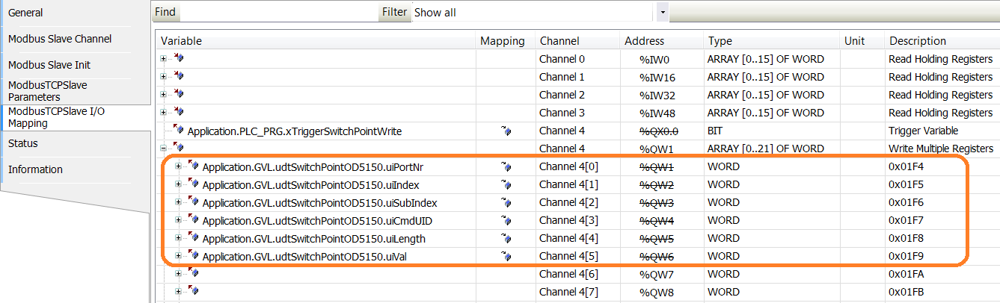 General
Modbus Slave Channel
Modbus Slave Init
ModbusTCPSlave
Parameters
ModbusTCPSlave I/O
Mapping
Status
Information
Find Filter Show all
Variable Mapping Channel Address Type Unit Description
Channel 0 %IW0 ARRAY [0..15] OF WORD Read Holding Registers
Channel 1 %IW16 ARRAY [0..15] OF WORD Read Holding Registers
Channel 2 %IW32 ARRAY [0..15] OF WORD Read Holding Registers
Channel 3 %IW48 ARRAY [0..15] OF WORD Read Holding Registers
Application.PLC_PRG.xTriggerSwitchPointWrite Channel 4 %QX0.0 BIT Trigger Variable
Channel 4 %QW1 ARRAY [0..21] OF WORD Write Multiple Registers
Application.GVL.udtSwitchPointOD5150.uiPortNr Channel 4[0] %QW1 WORD 0x01F4
Application.GVL.udtSwitchPointOD5150.uiIndex Channel 4[1] %QW2 WORD 0x01F5
Application.GVL.udtSwitchPointOD5150.uiSubIndex Channel 4[2] %QW3 WORD 0x01F6
Application.GVL.udtSwitchPointOD5150.uiCmdUID Channel 4[3] %QW4 WORD 0x01F7
Application.GVL.udtSwitchPointOD5150.uiLength Channel 4[4] %QW5 WORD 0x01F8
Application.GVL.udtSwitchPointOD5150.uiVal Channel 4[5] %QW6 WORD 0x01F9
Channel 4[6] %QW7 WORD 0x01FA
Channel 4[7] %QW8 WORD 0x01FB